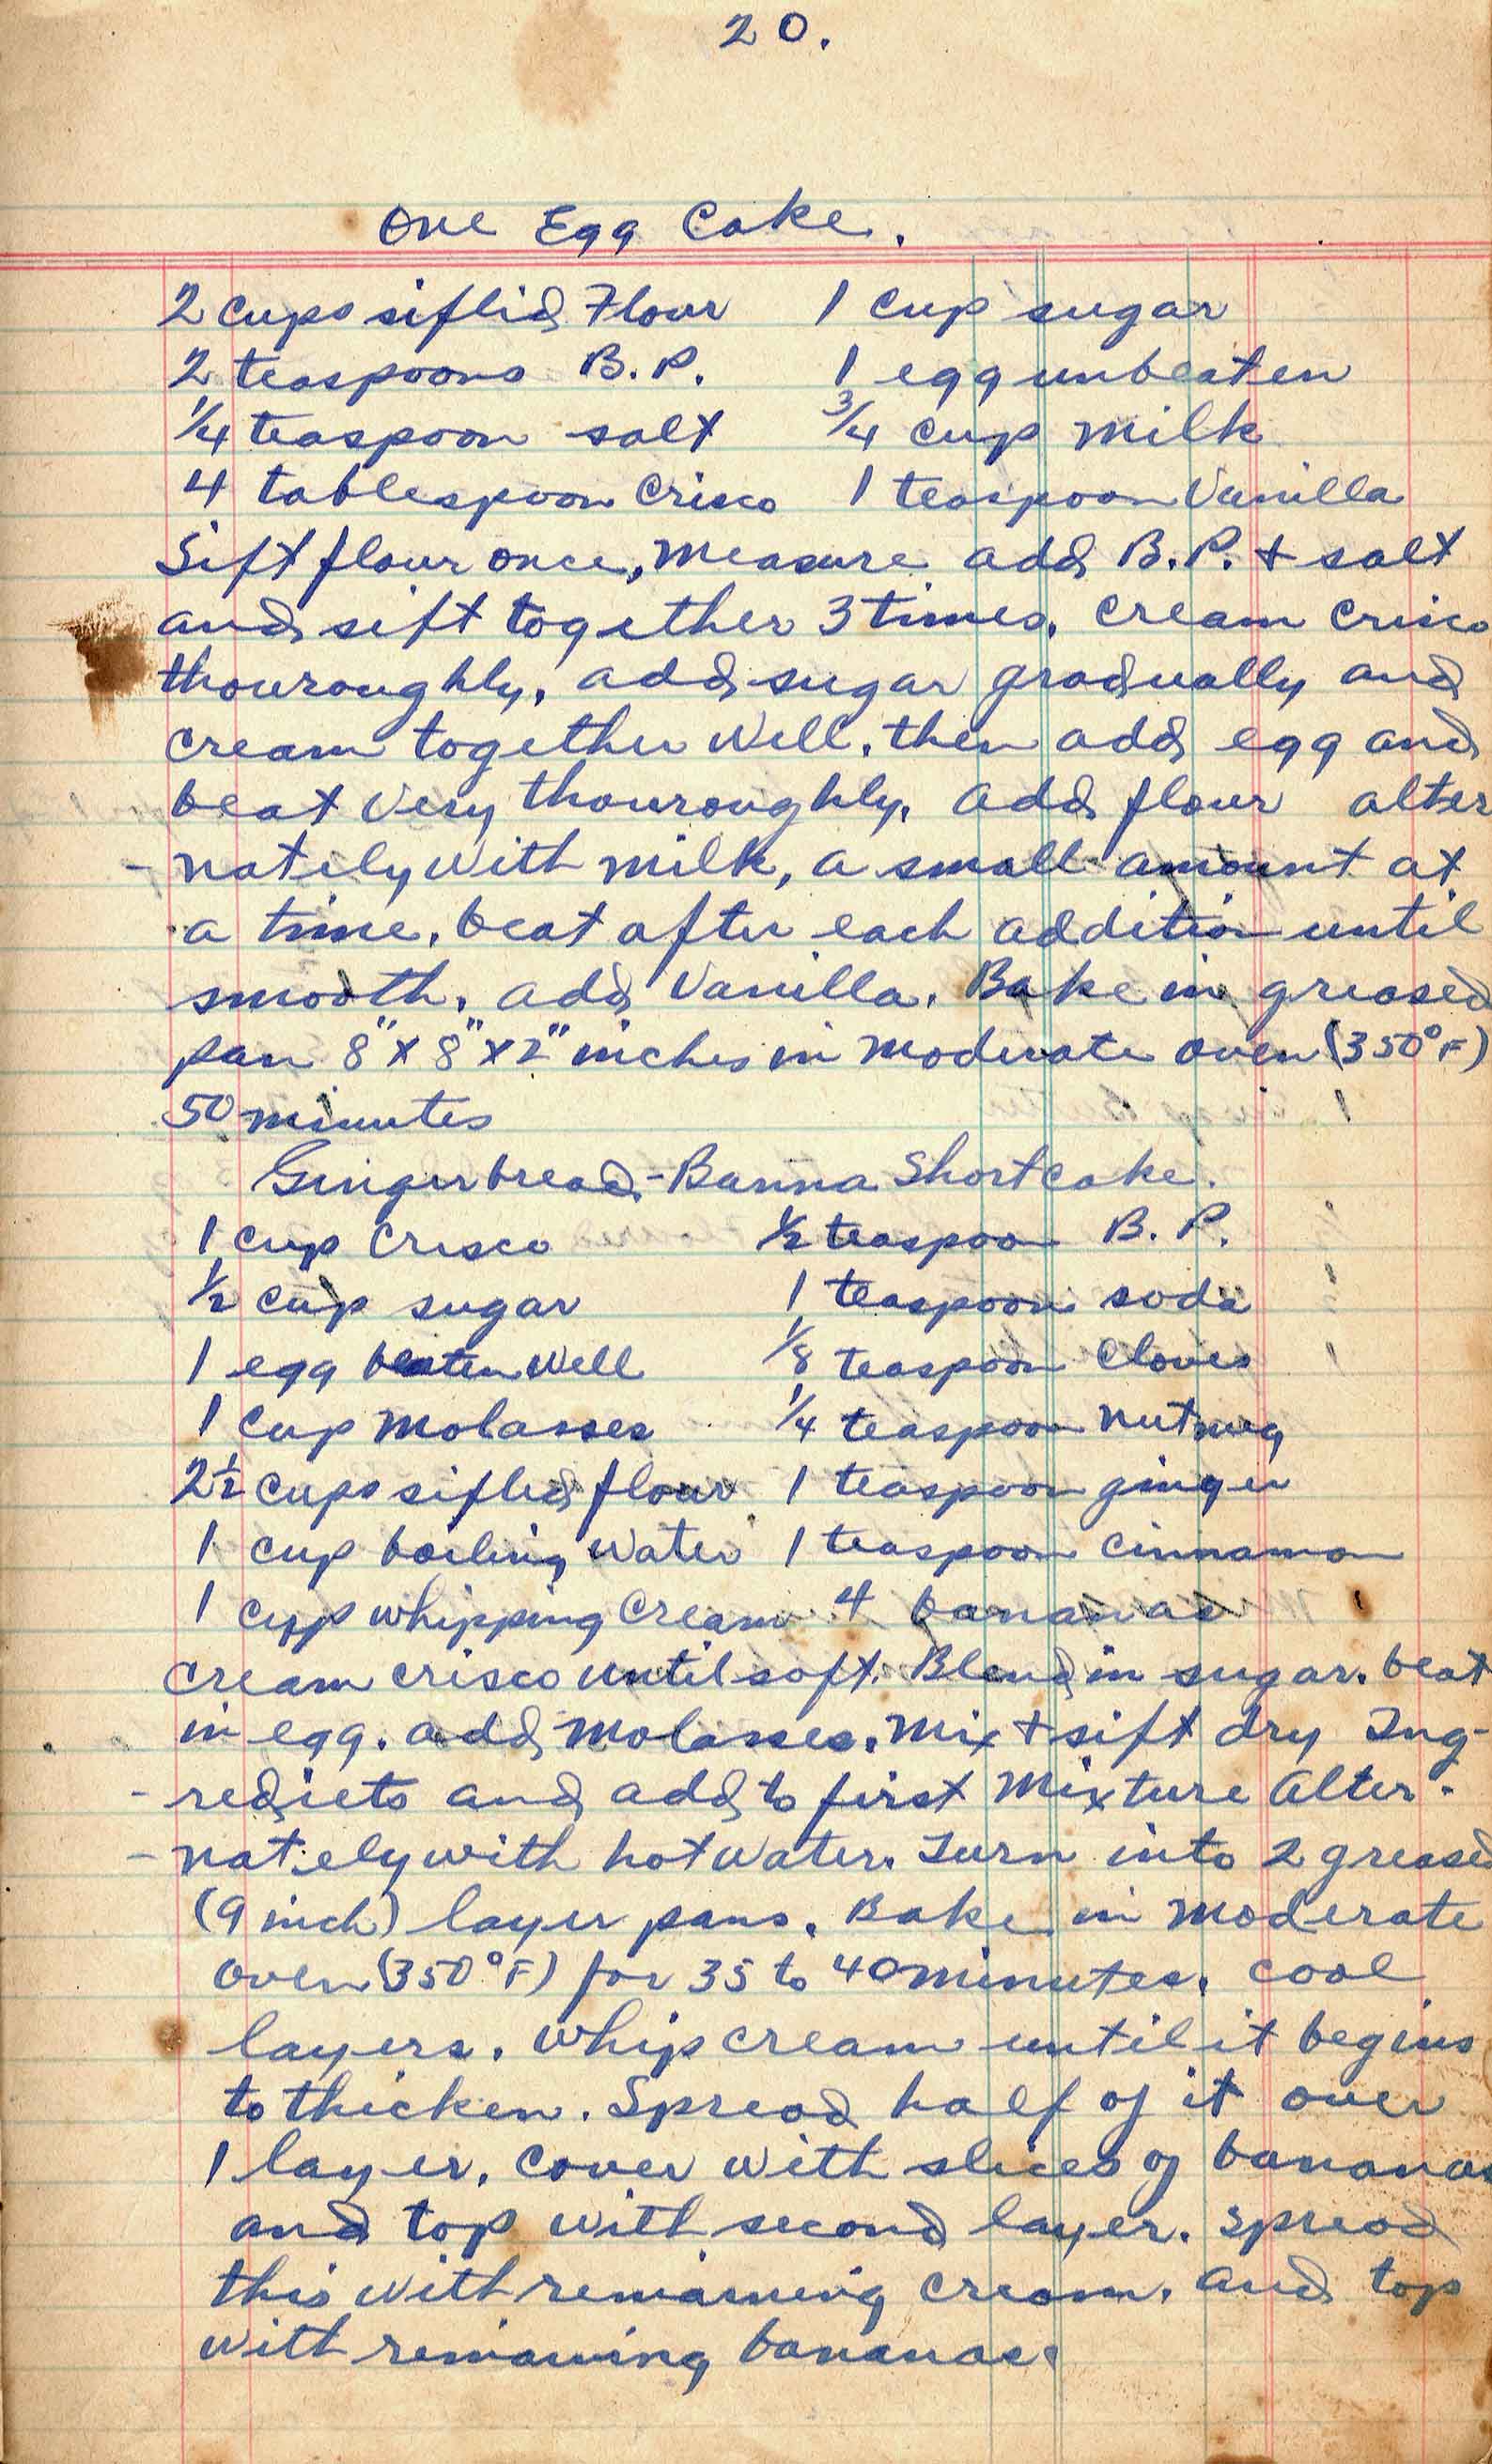 20.
One Egg Cake.
2 cups sifted Flour 1 cup sugar
2 teaspoons B.P. 1 egg unbeaten
1/4 teaspoon salt 3/4 cup milk
4 tablespoon Crisco 1 teaspoon Vanilla
Sift flour once, measure add B.P. + salt
and sift together 3 times. Cream Crisco
thouroughly, add sugar gradually and
cream together well. then add egg and
beat very thouroughly. add flour alter
-nately with milk, a small amount at
a time. beat after each addition until
smooth. add Vanilla. Bake in greased
pan 8" x 8" x 2" inches in moderate oven (350°F)
50 minutes
Gingerbread-Banna Shortcake.
1 cup Crisco 1/2 teaspoon B.P.
1/2 cup sugar 1 teaspoon soda
1 egg beaten well 1/8 teaspoon Cloves
1 cup Molasses 1/4 teaspoon nutmeg
2 1/2 cups sifted flour 1 teaspoon ginger
1 cup boiling water 1 teaspoon cinnamon
1 cup whipping Cream 4 bananas
cream crisco until soft. Blend in sugar. beat
in egg. add Molasses. Mix + sift dry Ing-
-rediets and add to first Mixture Alter-
-nately with hot water. Turn into 2 greased
(9 inch) layer pans. Bake in moderate
oven (350°F) for 35 to 40 minutes. cool
layers. Whip cream until it begins
to thicken. Spread half of it over
1 layer. Cover with slices of bananas
and top with second layer. spread
this with remaining cream. and top
with remaining bananas.